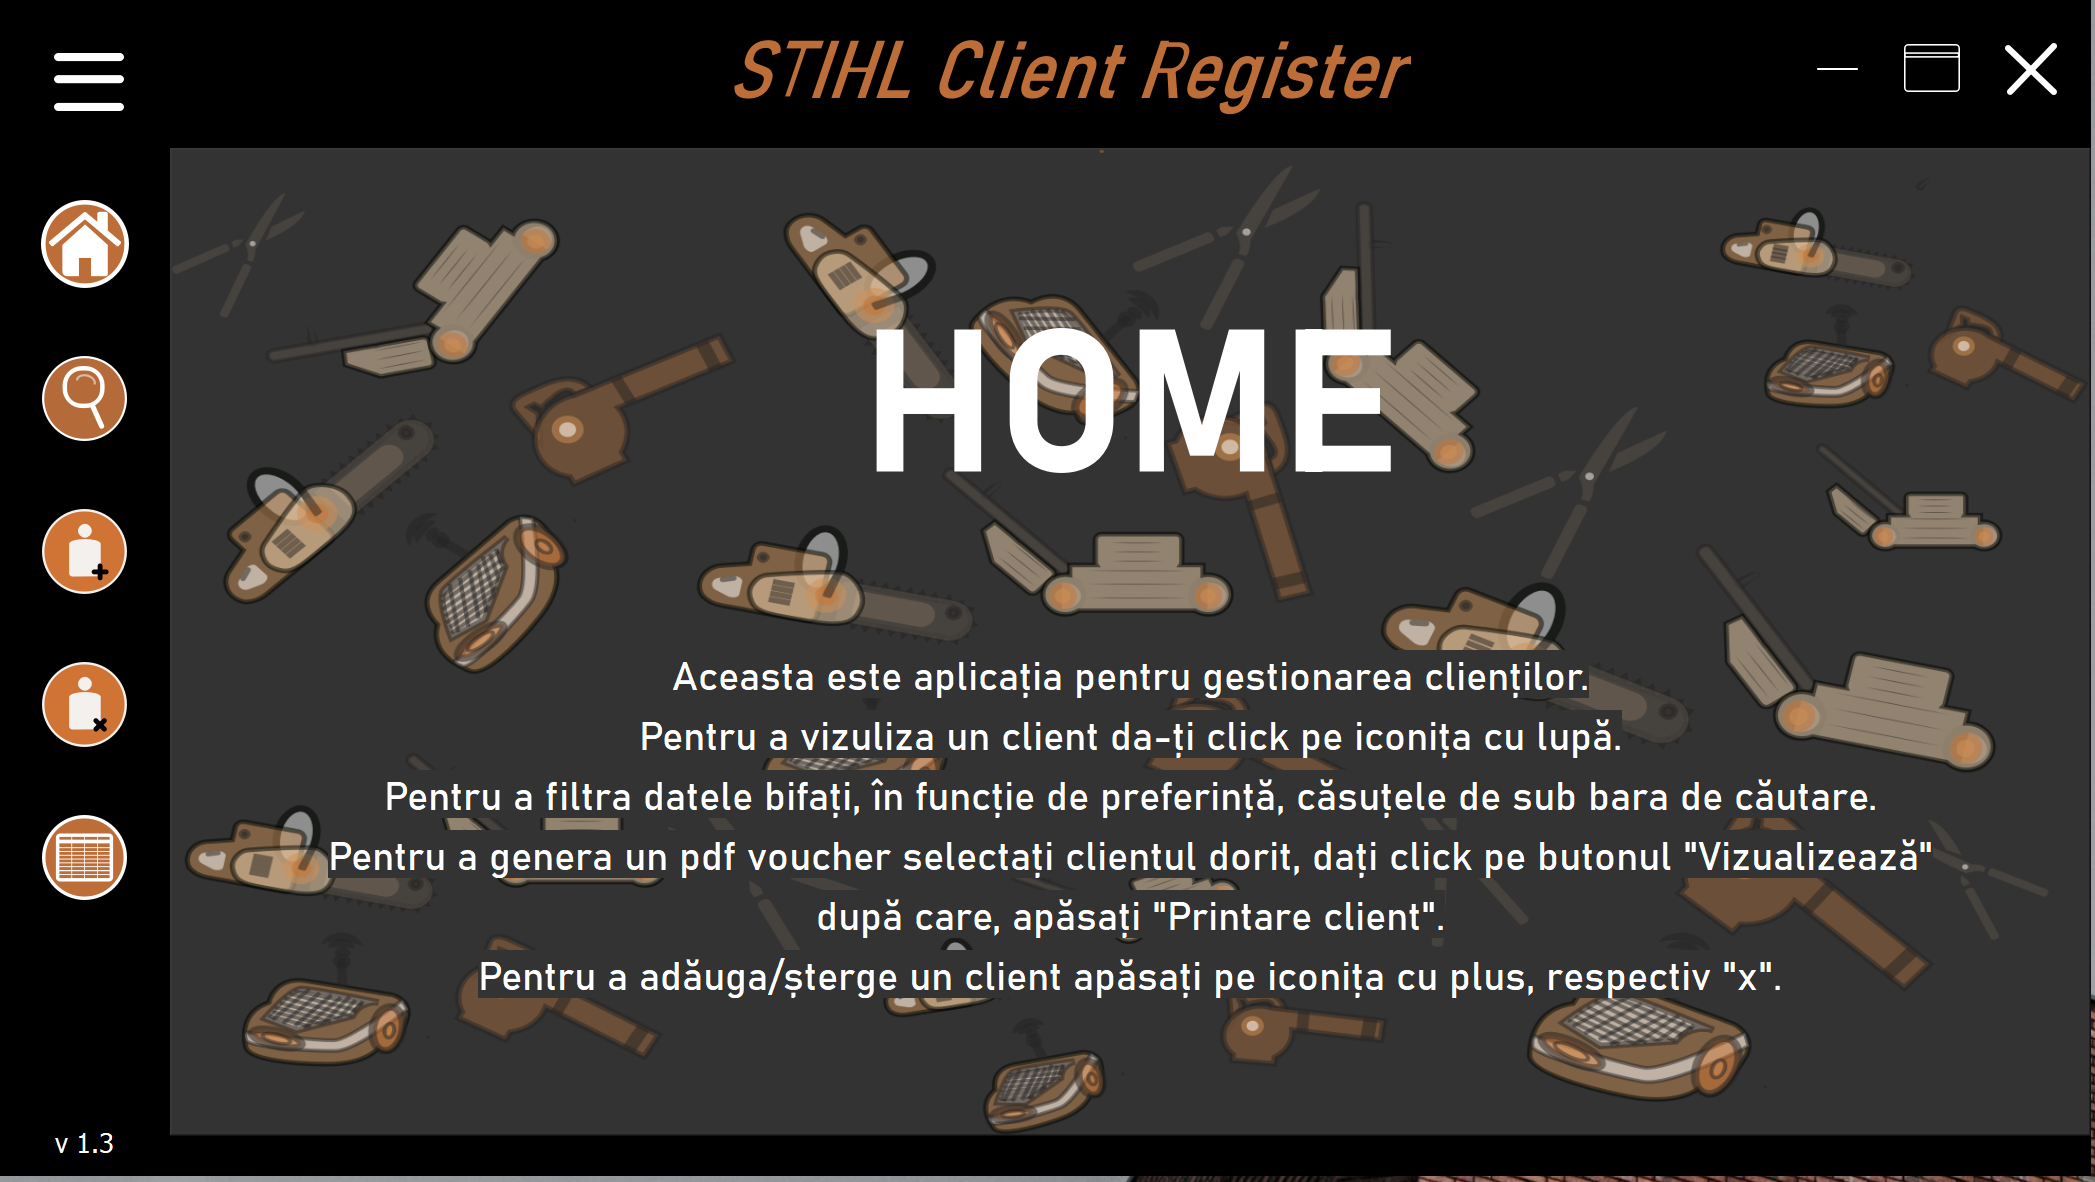 STIHL Client Register
HOME
Aceasta este aplicația pentru gestionarea clienților.
Pentru a vizuliza un client da-ți click pe iconița cu lupă.
Pentru a filtra datele bifați, în funcție de preferință, căsuțele de sub bara de căutare.
Pentru a genera un pdf voucher selectați clientul dorit, dați click pe butonul "Vizualizează"
după care, apăsați "Printare client".
Pentru a adăuga/șterge un client apăsați pe iconița cu plus, respectiv "x".
v 1.3